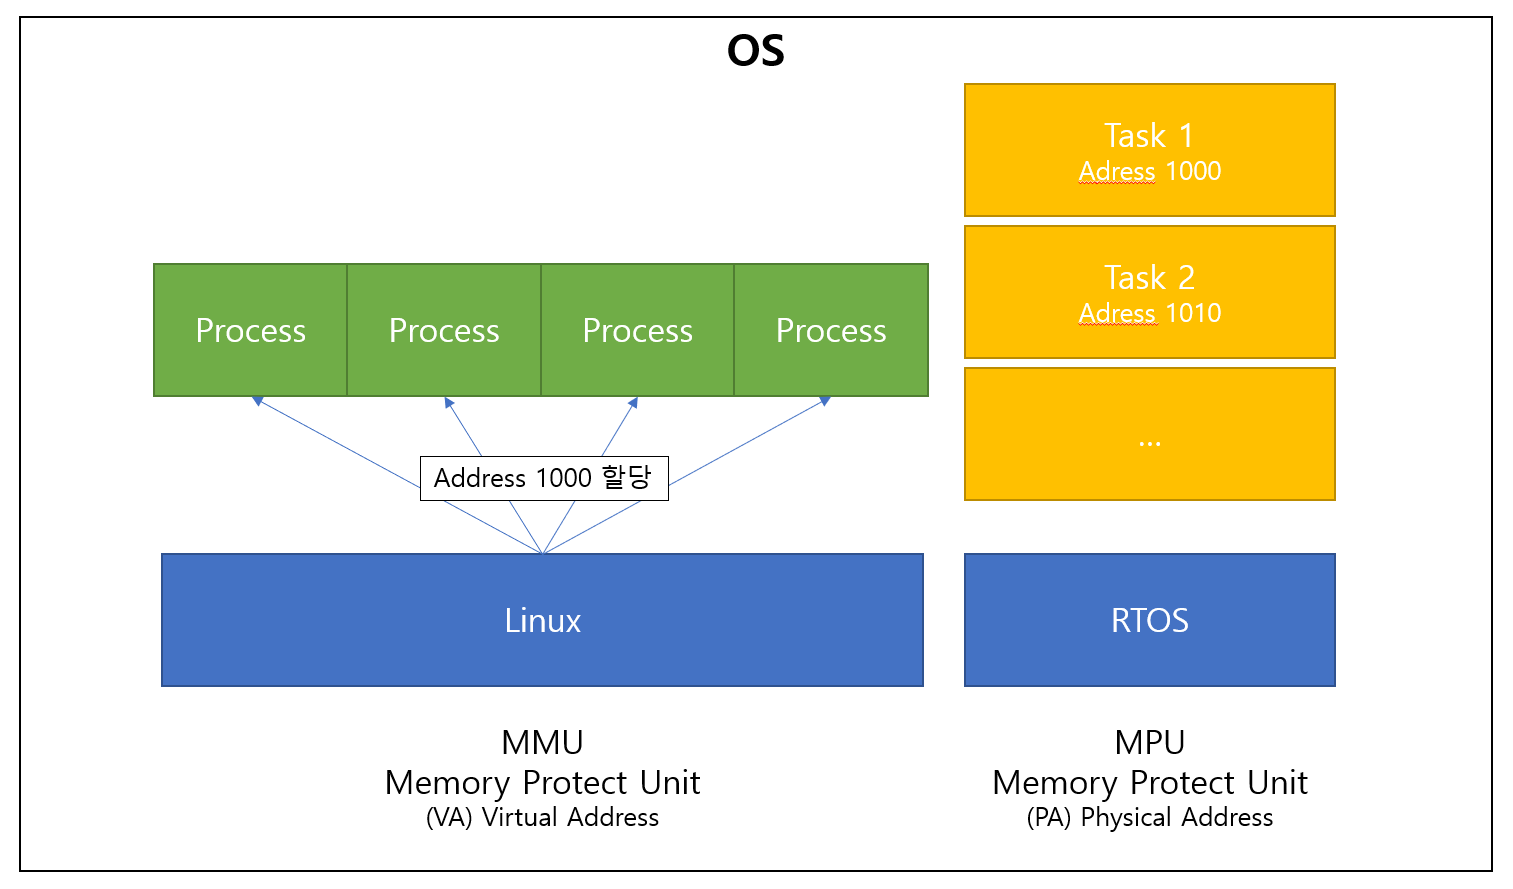 OS
Task 1
Adress 1000
Task 2
Adress 1010
...
Process
Process
Process
Process
Address 1000 할당
Linux
RTOS
MMU
Memory Protect Unit
(VA) Virtual Address
MPU
Memory Protect Unit
(PA) Physical Address